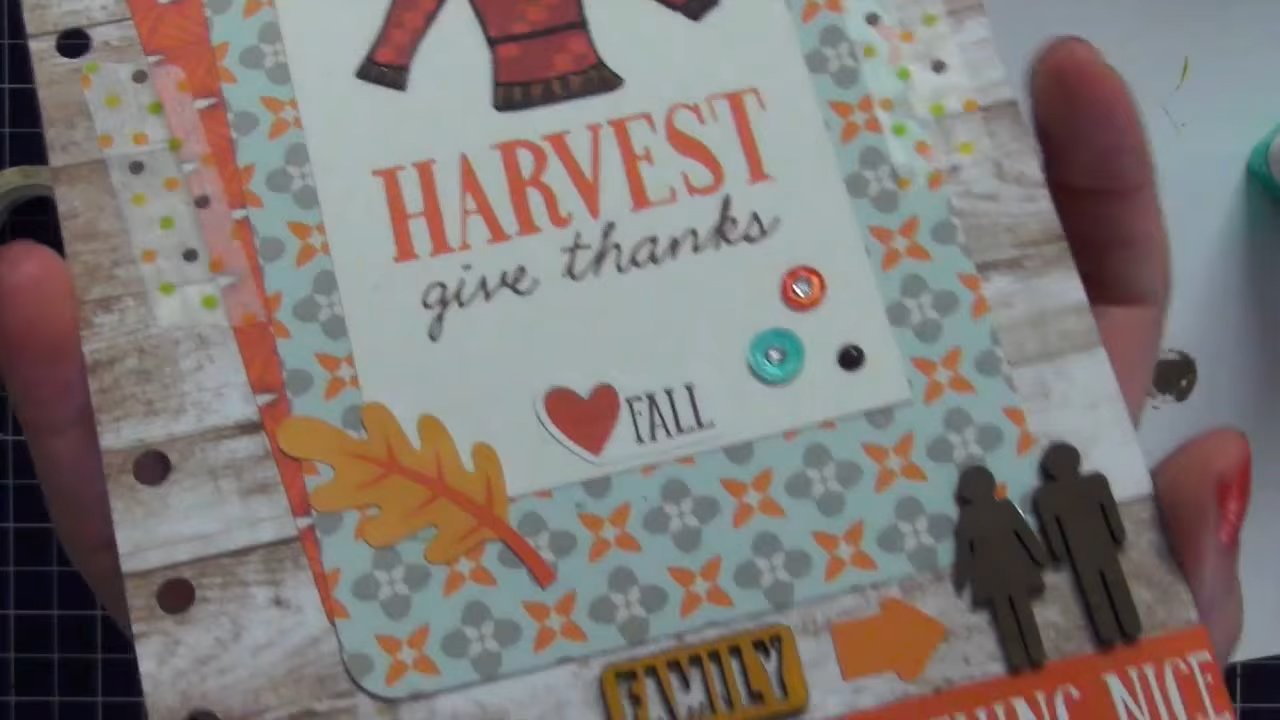 HARVEST
give thanks
FALL
FAMILY
NICE